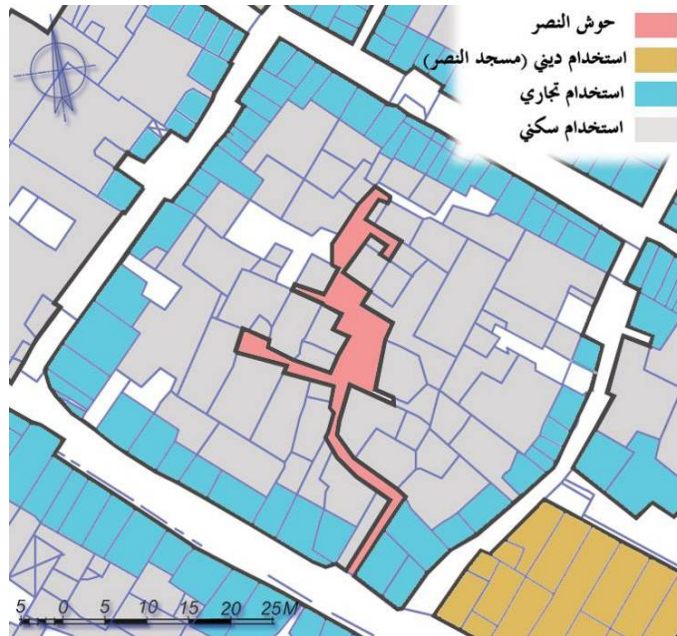 حوش النصر
استخدام ديني (مسجد النصر)
استخدام تجاري
استخدام سكني
5 0 5 10 15 20 25M